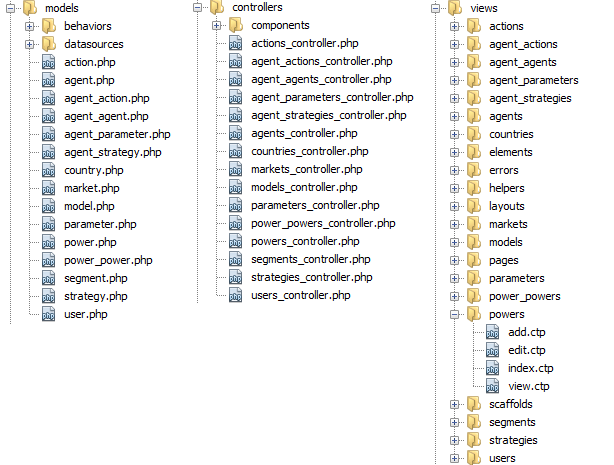 models
behaviors
datasources
action.php
agent.php
agent_action.php
agent_agent.php
agent_parameter.php
agent_strategy.php
country.php
market.php
model.php
parameter.php
power.php
power_power.php
segment.php
strategy.php
user.php
controllers
components
actions_controller.php
agent_actions_controller.php
agent_agents_controller.php
agent_parameters_controller.php
agent_strategies_controller.php
agents_controller.php
countries_controller.php
markets_controller.php
models_controller.php
parameters_controller.php
power_powers_controller.php
powers_controller.php
segments_controller.php
strategies_controller.php
users_controller.php
views
actions
agent_actions
agent_agents
agent_parameters
agent_strategies
agents
countries
elements
errors
helpers
layouts
markets
models
pages
parameters
power_powers
powers
add.ctp
edit.ctp
index.ctp
view.ctp
scaffolds
segments
strategies
users